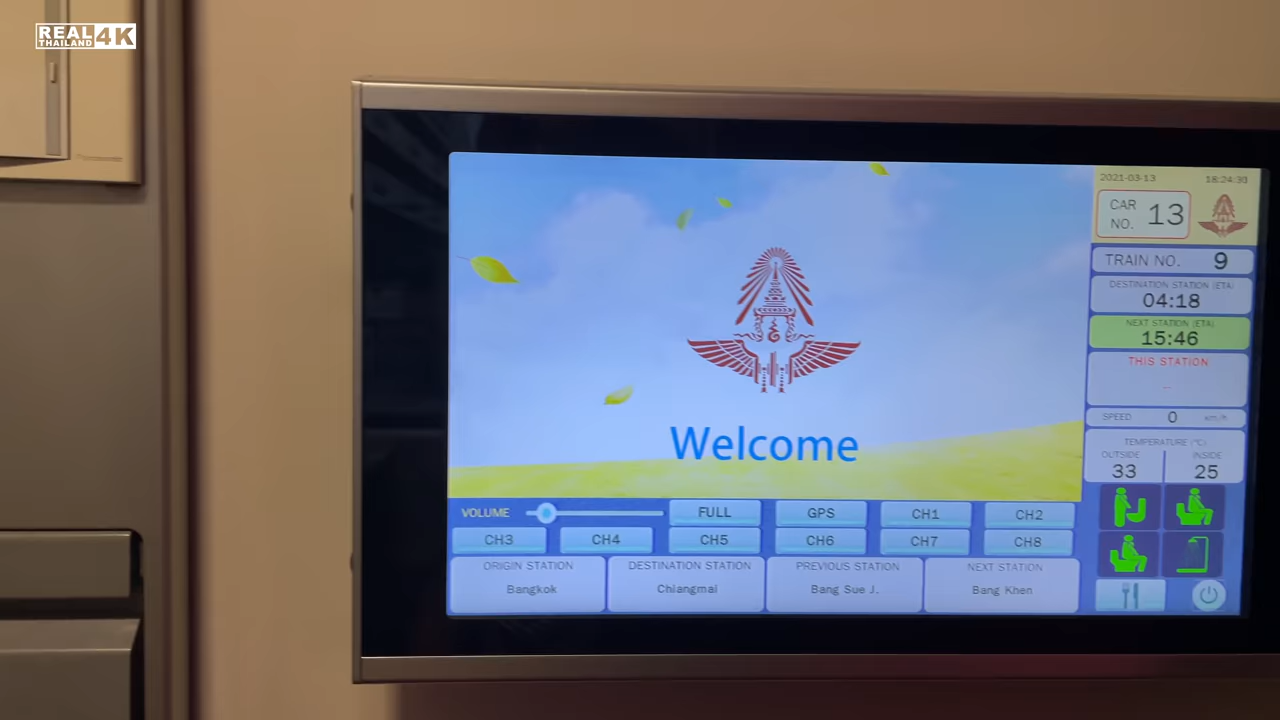 REAL 4K
THAILAND
Welcome
2021-03-13 18:24:30
CAR NO. 13
TRAIN NO. 9
DESTINATION STATION (ETA)
04:18
NEXT STATION (ETA)
15:46
THIS STATION
--
SPEED 0 km/h
TEMPERATURE (°C)
OUTSIDE INSIDE
33 25
VOLUME FULL GPS CH1 CH2
CH3 CH4 CH5 CH6 CH7 CH8
ORIGIN STATION DESTINATION STATION PREVIOUS STATION NEXT STATION
Bangkok Chiangmai Bang Sue J. Bang Khen